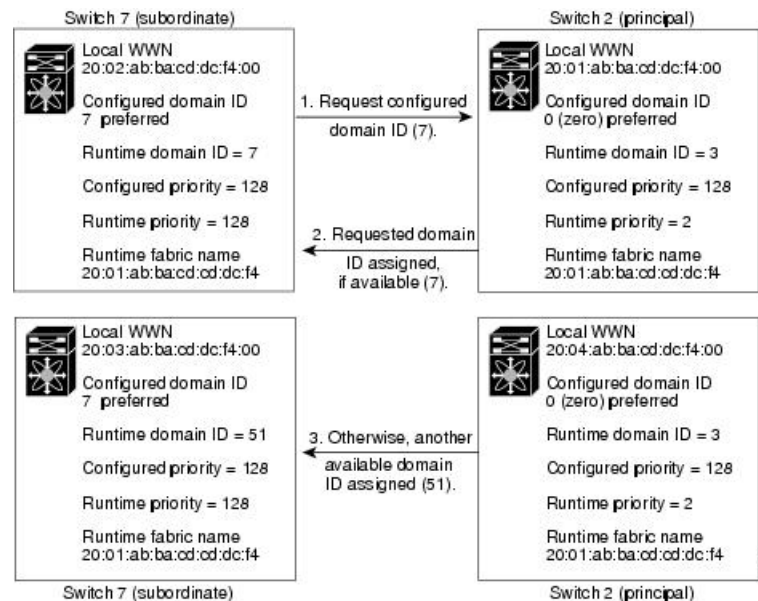 Switch 7 (subordinate)
Local WWN
20:02:ab:ba:cd:dc:f4:00
Configured domain ID
7 preferred
Runtime domain ID = 7
Configured priority = 128
Runtime priority = 128
Runtime fabric name
20:01:ab:ba:cd:cd:dc:f4
1. Request configured
domain ID (7).
2. Requested domain
ID assigned,
if available (7).
Switch 2 (principal)
Local WWN
20:01:ab:ba:cd:dc:f4:00
Configured domain ID
0 (zero) preferred
Runtime domain ID = 3
Configured priority = 128
Runtime priority = 2
Runtime fabric name
20:01:ab:ba:cd:cd:dc:f4
Local WWN
20:03:ab:ba:cd:dc:f4:00
Configured domain ID
7 preferred
Runtime domain ID = 51
Configured priority = 128
Runtime priority = 128
Runtime fabric name
20:01:ab:ba:cd:cd:dc:f4
Switch 7 (subordinate)
3. Otherwise, another
available domain
ID assigned (51).
Local WWN
20:04:ab:ba:cd:dc:f4:00
Configured domain ID
0 (zero) preferred
Runtime domain ID = 3
Configured priority = 128
Runtime priority = 2
Runtime fabric name
20:01:ab:ba:cd:cd:dc:f4
Switch 2 (principal)